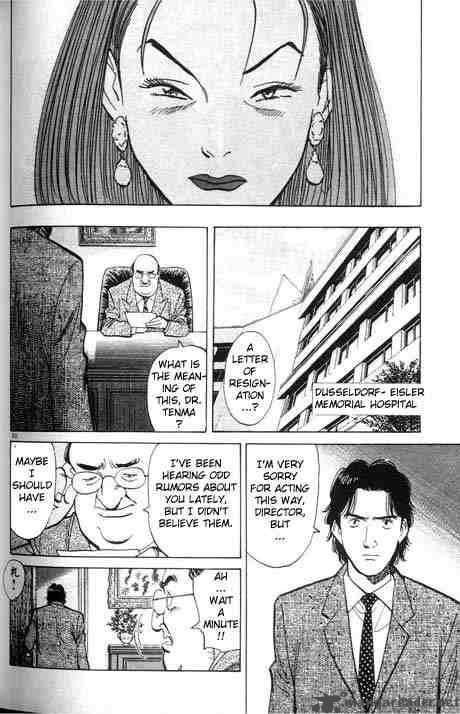 A
LETTER
OF
RESIGN-
ATION
...?
DUSSELDORF- EISLER
MEMORIAL HOSPITAL
WHAT IS
THE MEAN-
ING OF
THIS, DR.
TENMA
?
I'M VERY
SORRY
FOR ACTING
THIS WAY,
DIRECTOR,
BUT
...
I'VE BEEN
HEARING ODD
RUMORS ABOUT
YOU LATELY,
BUT I DIDN'T
BELIEVE THEM.
MAYBE
I
SHOULD
HAVE
...
AH
...
WAIT
A
MINUTE
!!